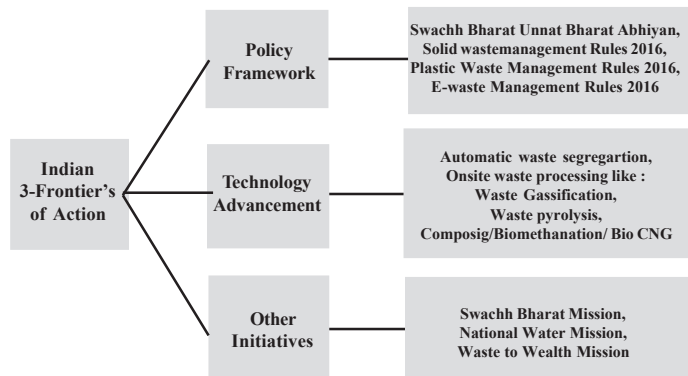 Policy
Framework
Swachh Bharat Unnat Bharat Abhiyan,
Solid wastemanagement Rules 2016,
Plastic Waste Management Rules 2016,
E-waste Management Rules 2016
Indian
3-Frontier's
of Action
Technology
Advancement
Automatic waste segregartion,
Onsite waste processing like :
Waste Gassification,
Waste pyrolysis,
Composig/Biomethanation/ Bio CNG
Other
Initiatives
Swachh Bharat Mission,
National Water Mission,
Waste to Wealth Mission